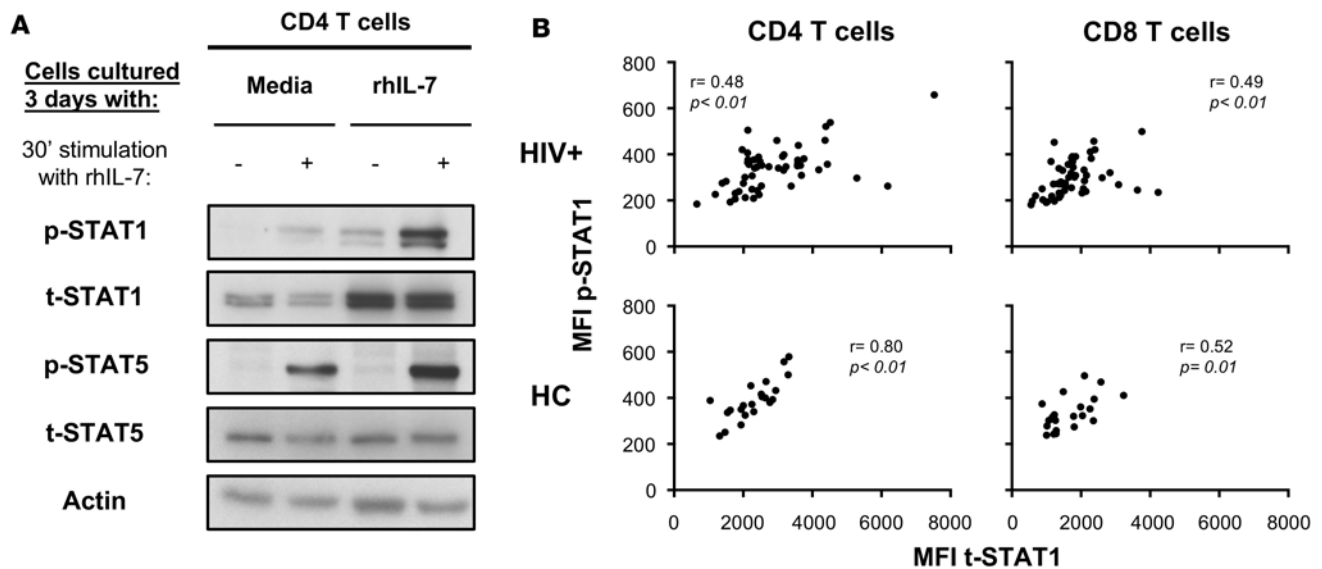 A
CD4 T cells
Cells cultured
3 days with:
Media
rhIL-7
30' stimulation
with rhIL-7:
- + - +
p-STAT1
t-STAT1
p-STAT5
t-STAT5
Actin
B
CD4 T cells
CD8 T cells
HIV+
HC
MFI p-STAT1
800
600
400
200
0
r= 0.48
p< 0.01
r= 0.49
p< 0.01
800
600
400
200
0
r= 0.80
p< 0.01
r= 0.52
p= 0.01
0 2000 4000 6000 8000
0 2000 4000 6000 8000
MFI t-STAT1